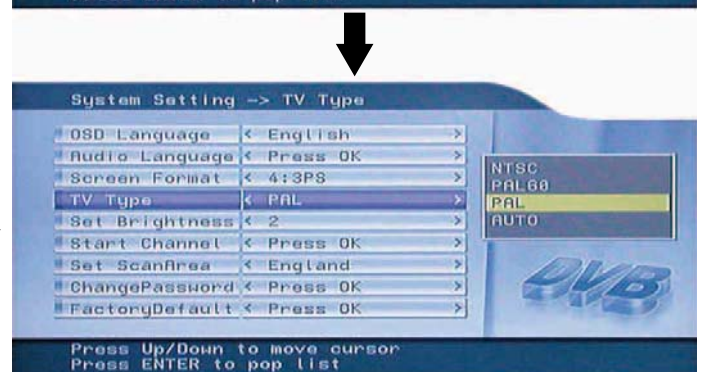 System Setting -> TV Type
OSD Language < English >
Audio Language < Press OK >
Screen Format < 4:3PS >
TV Type < PAL >
Set Brightness < 2 >
Start Channel < Press OK >
Set ScanArea < England >
ChangePassword < Press OK >
FactoryDefault < Press OK >
NTSC
PAL60
PAL
AUTO
DVB
Press Up/Down to move cursor
Press ENTER to pop list